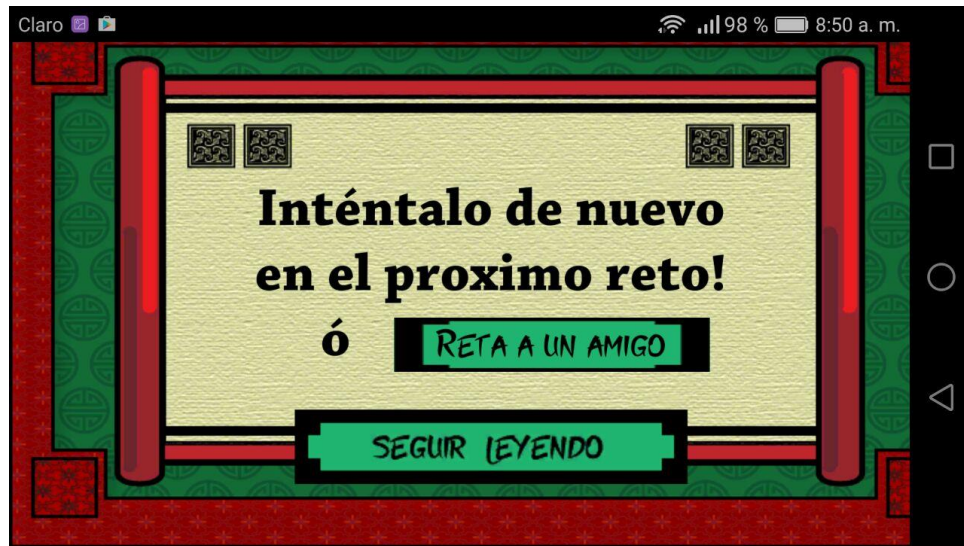 Claro 98 % 8:50 a. m.
Inténtalo de nuevo
en el proximo reto!
ó RETA A UN AMIGO
SEGUIR LEYENDO